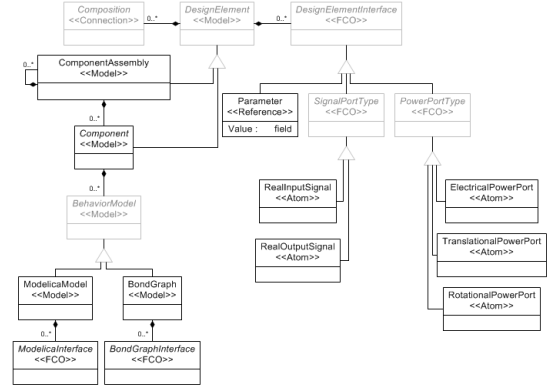 Composition
<<Connection>>
0..*
DesignElement
<<Model>>
0..*
DesignElementInterface
<<FCO>>
0..*
ComponentAssembly
<<Model>>
0..*
Component
<<Model>>
0..*
BehaviorModel
<<Model>>
Parameter
<<Reference>>
Value : field
SignalPortType
<<FCO>>
PowerPortType
<<FCO>>
RealInputSignal
<<Atom>>
RealOutputSignal
<<Atom>>
ElectricalPowerPort
<<Atom>>
TranslationalPowerPort
<<Atom>>
RotationalPowerPort
<<Atom>>
ModelicaModel
<<Model>>
BondGraph
<<Model>>
0..*
0..*
ModelicaInterface
<<FCO>>
BondGraphInterface
<<FCO>>